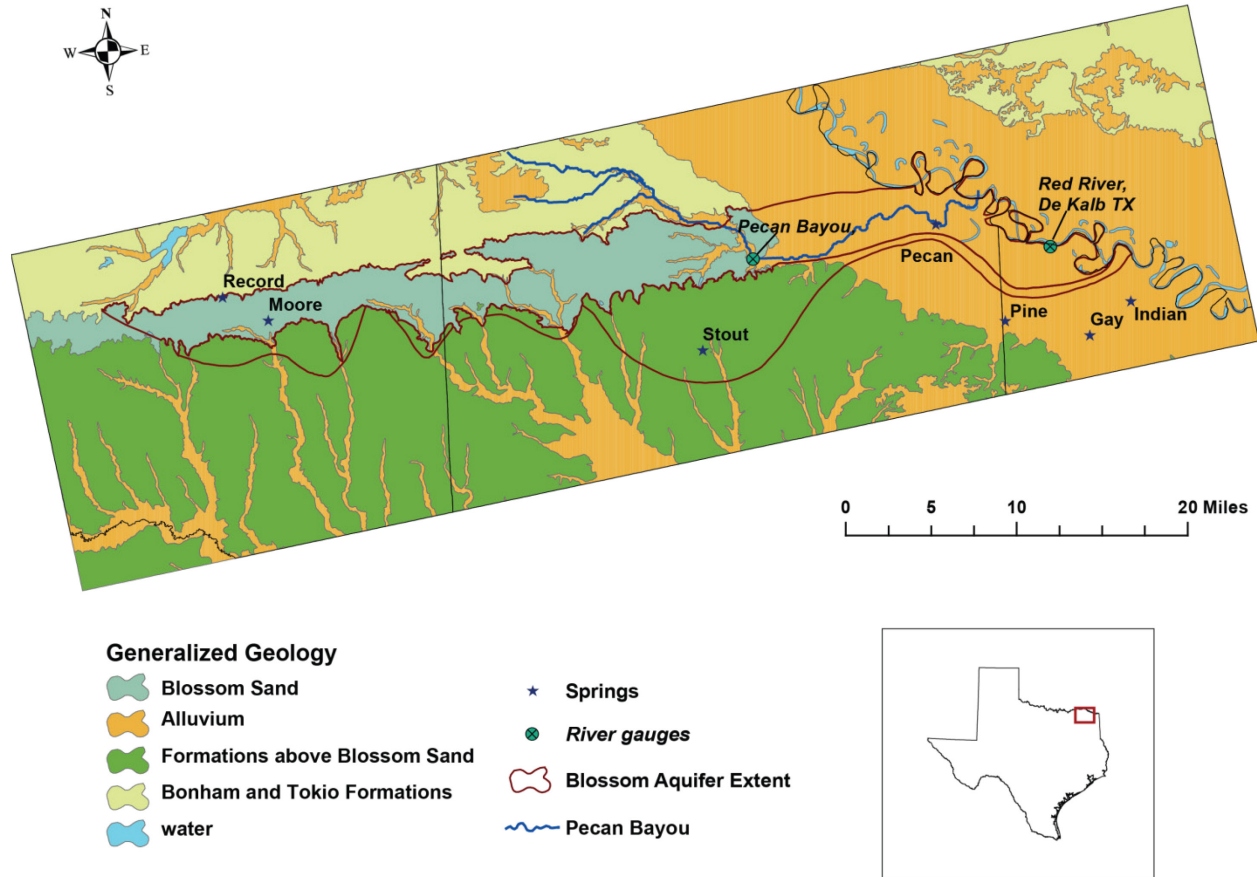 N
W
E
S
Red River,
De Kalb TX
Pecan Bayou
Pecan
Record
Moore
Pine
Indian
Gay
Stout
0
5
10
20 Miles
Generalized Geology
Blossom Sand
Alluvium
Formations above Blossom Sand
Bonham and Tokio Formations
water
Springs
River gauges
Blossom Aquifer Extent
Pecan Bayou